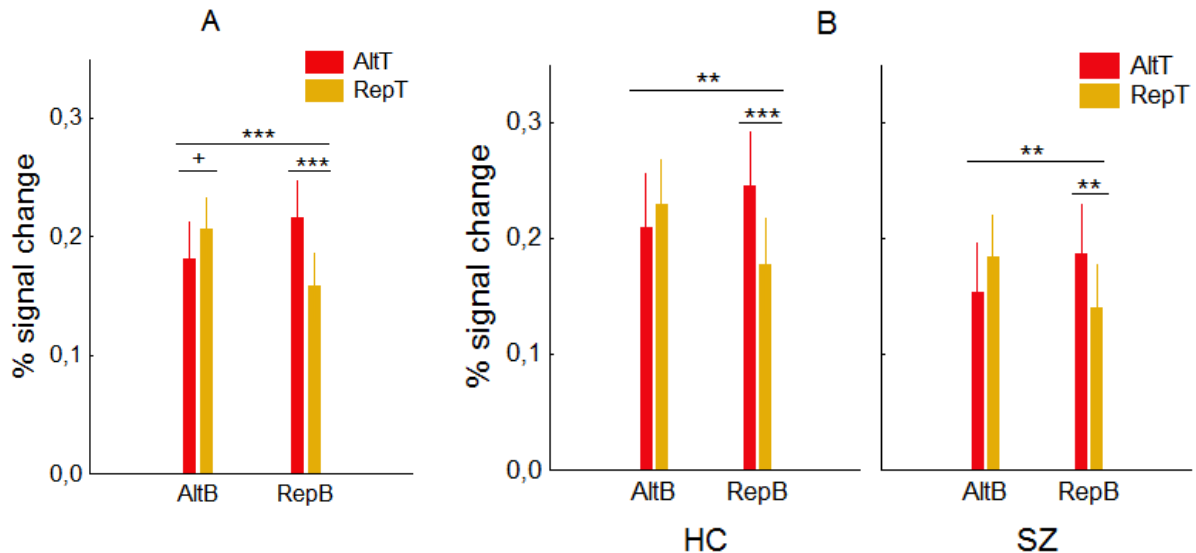 A
AltT
RepT
% signal change
0,3
0,2
0,1
0,0
***
+
***
AltB
RepB
B
AltT
RepT
% signal change
0,3
0,2
0,1
0,0
**
***
AltB
RepB
HC
**
**
AltB
RepB
SZ